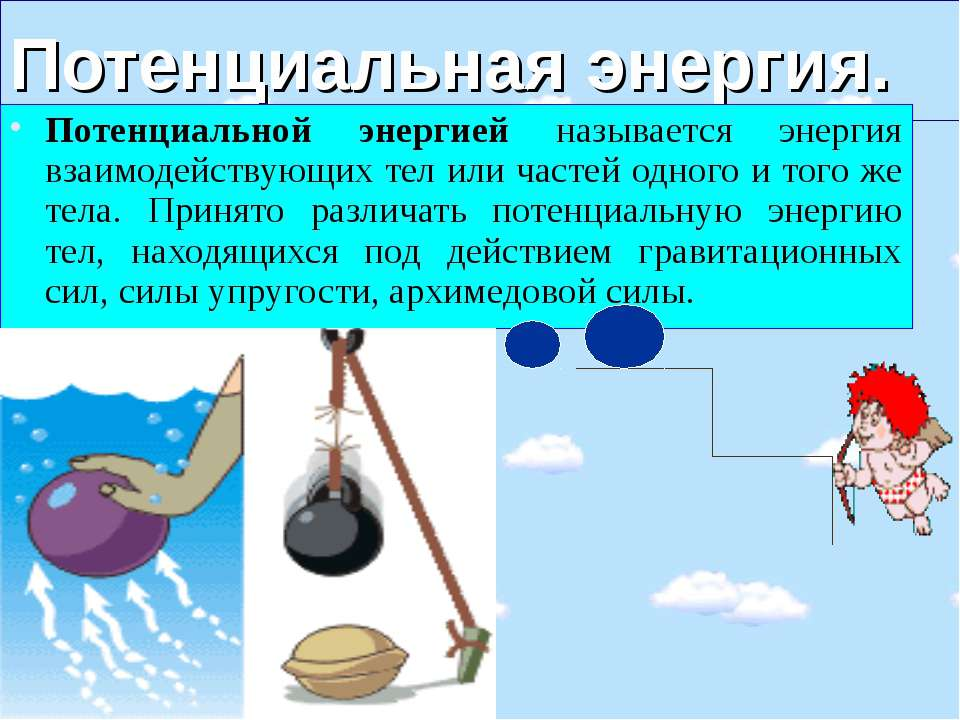 Потенциальная энергия.
• Потенциальной энергией называется энергия
взаимодействующих тел или частей одного и того же
тела. Принято различать потенциальную энергию
тел, находящихся под действием гравитационных
сил, силы упругости, архимедовой силы.